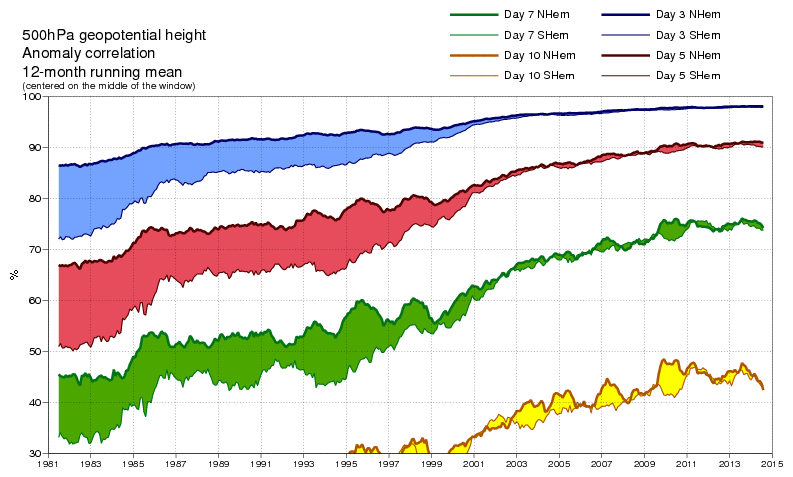 500hPa geopotential height
Anomaly correlation
12-month running mean
(centered on the middle of the window)
Day 7 NHem
Day 3 NHem
Day 7 SHem
Day 3 SHem
Day 10 NHem
Day 5 NHem
Day 10 SHem
Day 5 SHem
100
90
80
70
%
60
50
40
30
1981 1983 1985 1987 1989 1991 1993 1995 1997 1999 2001 2003 2005 2007 2009 2011 2013 2015